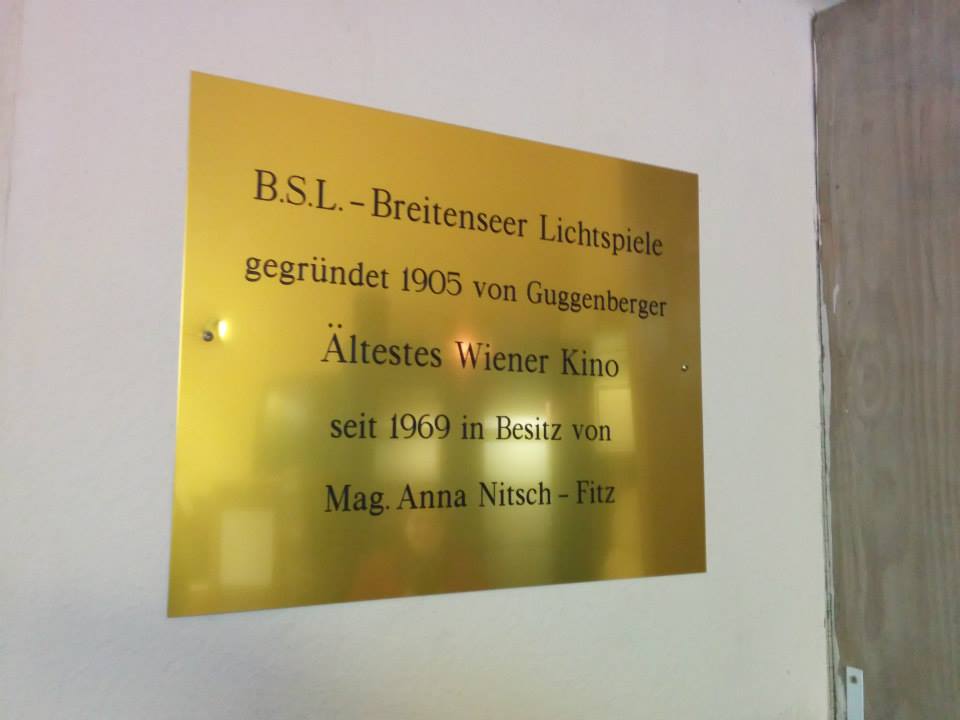 B.S.L. – Breitenseer Lichtspiele
gegründet 1905 von Guggenberger
Ältestes Wiener Kino
seit 1969 in Besitz von
Mag. Anna Nitsch – Fitz